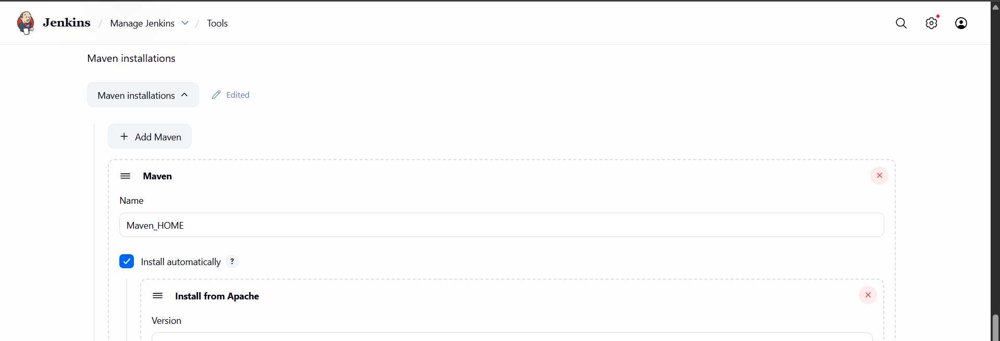 Jenkins / Manage Jenkins / Tools
Maven installations
Maven installations Edited
+ Add Maven
Maven
Name
Maven_HOME
Install automatically ?
Install from Apache
Version